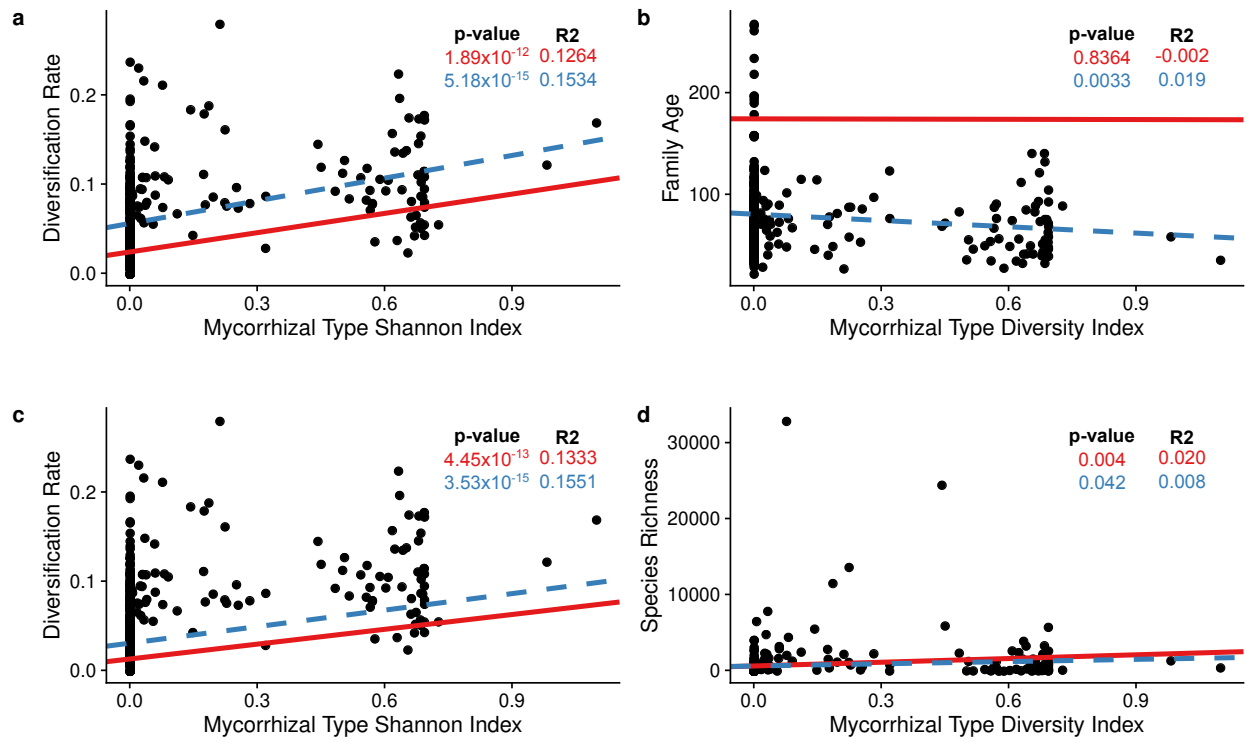 a
p-value R2
1.89x10⁻¹² 0.1264
5.18x10⁻¹⁵ 0.1534
Diversification Rate
0.2
0.1
0.0
0.0 0.3 0.6 0.9
Mycorrhizal Type Shannon Index
b
p-value R2
0.8364 -0.002
0.0033 0.019
Family Age
200
100
0.0 0.3 0.6 0.9
Mycorrhizal Type Diversity Index
c
p-value R2
4.45x10⁻¹³ 0.1333
3.53x10⁻¹⁵ 0.1551
Diversification Rate
0.2
0.1
0.0
0.0 0.3 0.6 0.9
Mycorrhizal Type Shannon Index
d
p-value R2
0.004 0.020
0.042 0.008
Species Richness
30000
20000
10000
0
0.0 0.3 0.6 0.9
Mycorrhizal Type Diversity Index